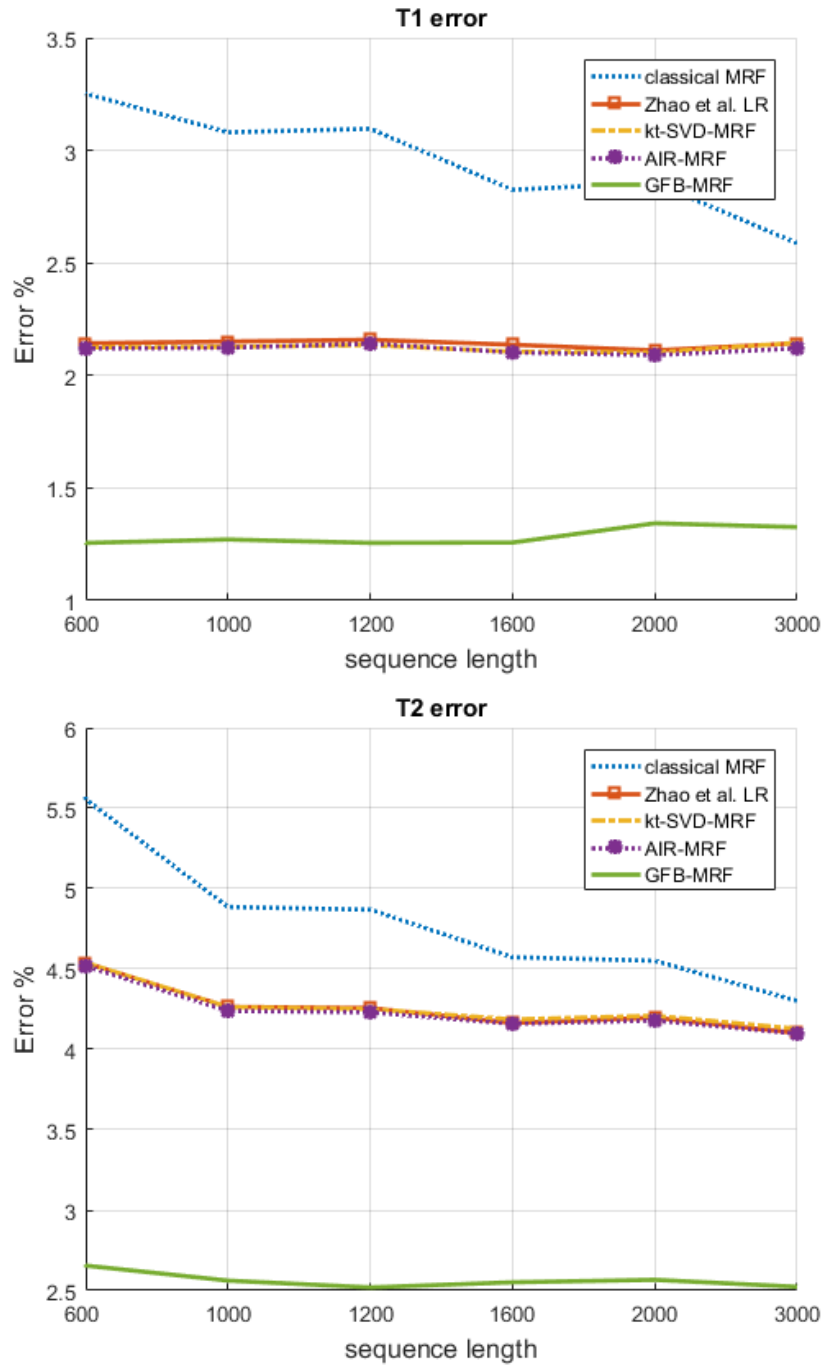 T1 error
3.5
3
2.5
2
1.5
1
Error %
classical MRF
Zhao et al. LR
kt-SVD-MRF
AIR-MRF
GFB-MRF
600 1000 1200 1600 2000 3000
sequence length
T2 error
6
5.5
5
4.5
4
3.5
3
2.5
Error %
classical MRF
Zhao et al. LR
kt-SVD-MRF
AIR-MRF
GFB-MRF
600 1000 1200 1600 2000 3000
sequence length